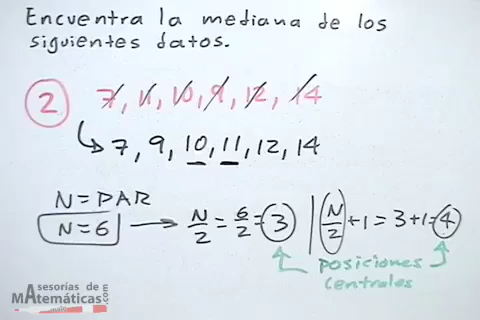 Encuentra la mediana de los
siguientes datos.
2 7, 11, 10, 9, 12, 14
7, 9, 10, 11, 12, 14
N = PAR
N = 6 → N/2 = 6/2 = 3 | (N/2) + 1 = 3 + 1 = 4
posiciones
centrales
Asesorías de
Matemáticas.com